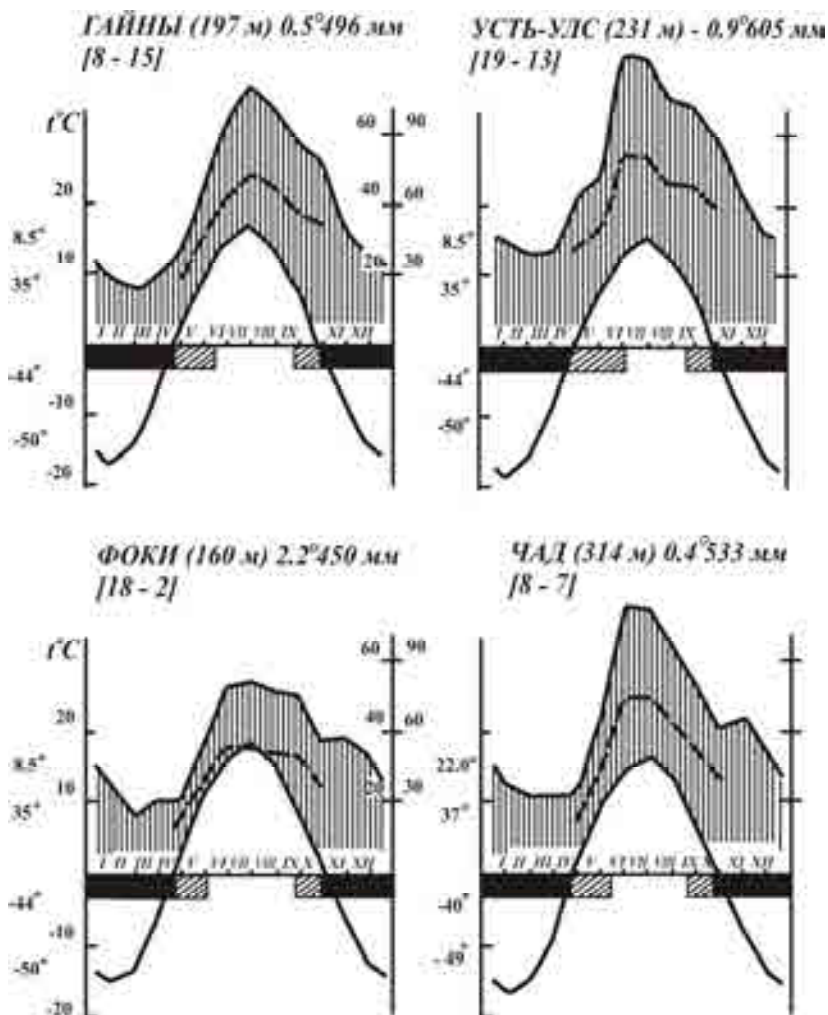 ГАЙНЫ (197 м) 0.5°496 мм
[8 - 15]
t°C
60 90
20
40 60
8.5°
10
20 30
35°
I II III IV V VI VII VIII IX XI XII
-44°
-10
-50°
-20
УСТЬ-УЛС (231 м) - 0.9°605 мм
[19 - 13]
8.5°
35°
I II III IV V VI VII VIII IX XI XII
-44°
-50°
ФОКИ (160 м) 2.2°450 мм
[18 - 2]
t°C
60 90
20
40 60
8.5°
10
20 30
35°
I II III IV V VI VII VIII IX X XI XII
-44°
-10
-50°
-20
ЧАД (314 м) 0.4°533 мм
[8 - 7]
22.0°
37°
I II III IV V VI VII VIII IX X XI XII
-40°
-49°